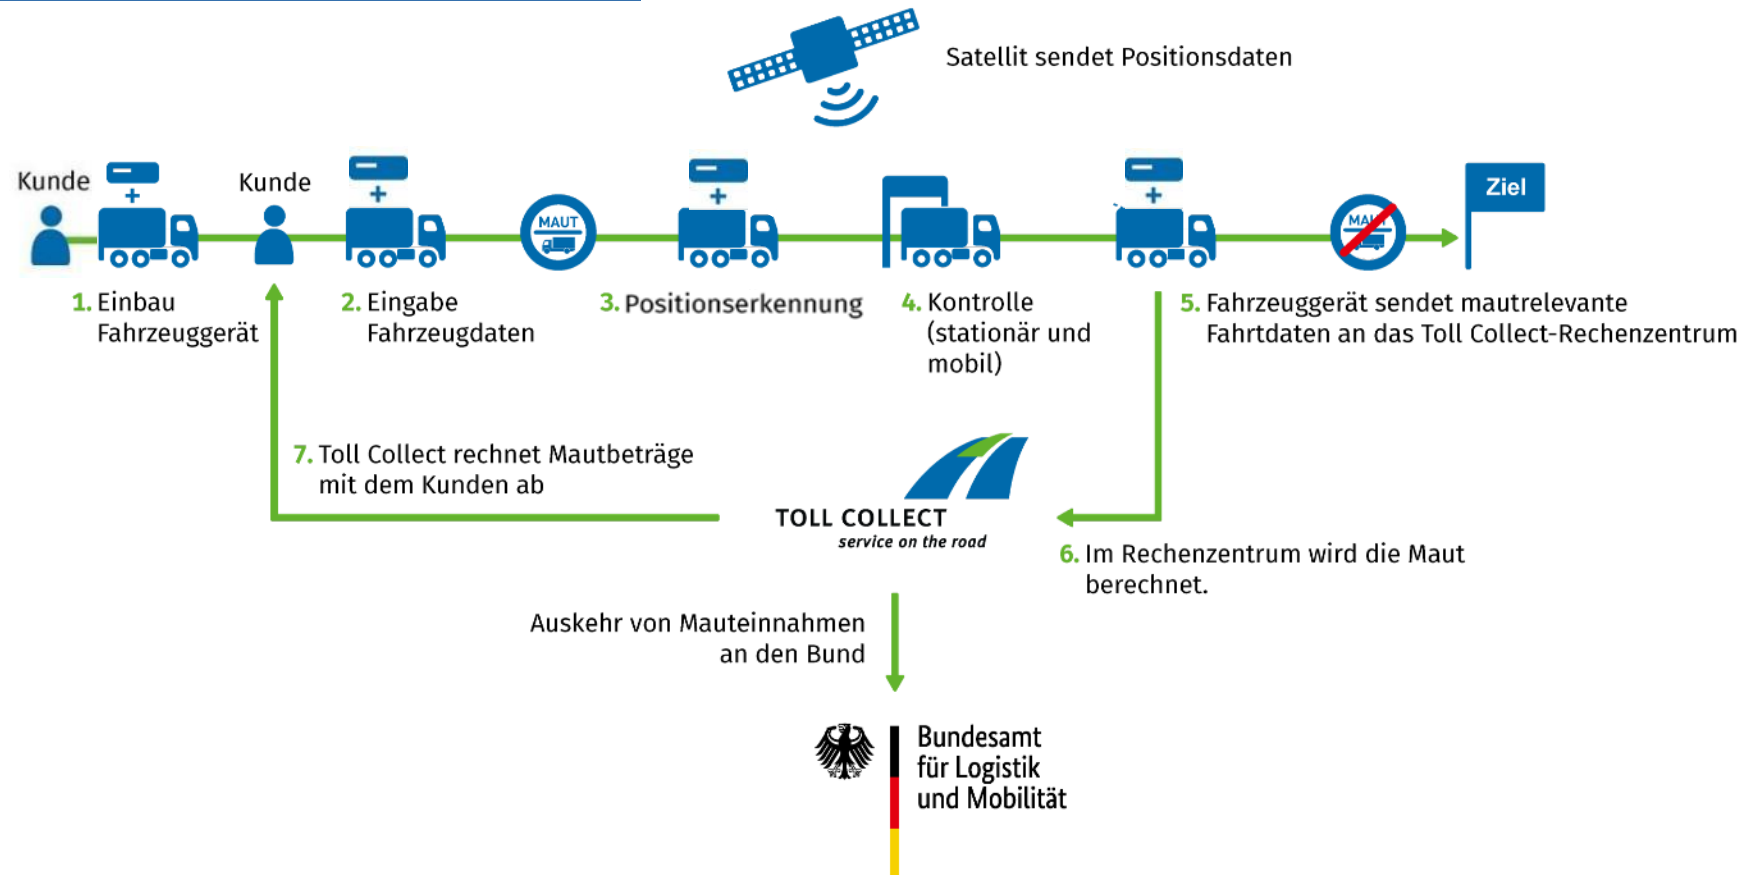 Satellit sendet Positionsdaten
Kunde
Kunde
MAUT
MAUT
Ziel
1. Einbau
Fahrzeuggerät
2. Eingabe
Fahrzeugdaten
3. Positionserkennung
4. Kontrolle
(stationär und
mobil)
5. Fahrzeuggerät sendet mautrelevante
Fahrtdaten an das Toll Collect-Rechenzentrum
7. Toll Collect rechnet Mautbeträge
mit dem Kunden ab
TOLL COLLECT
service on the road
6. Im Rechenzentrum wird die Maut
berechnet.
Auskehr von Mauteinnahmen
an den Bund
Bundesamt
für Logistik
und Mobilität